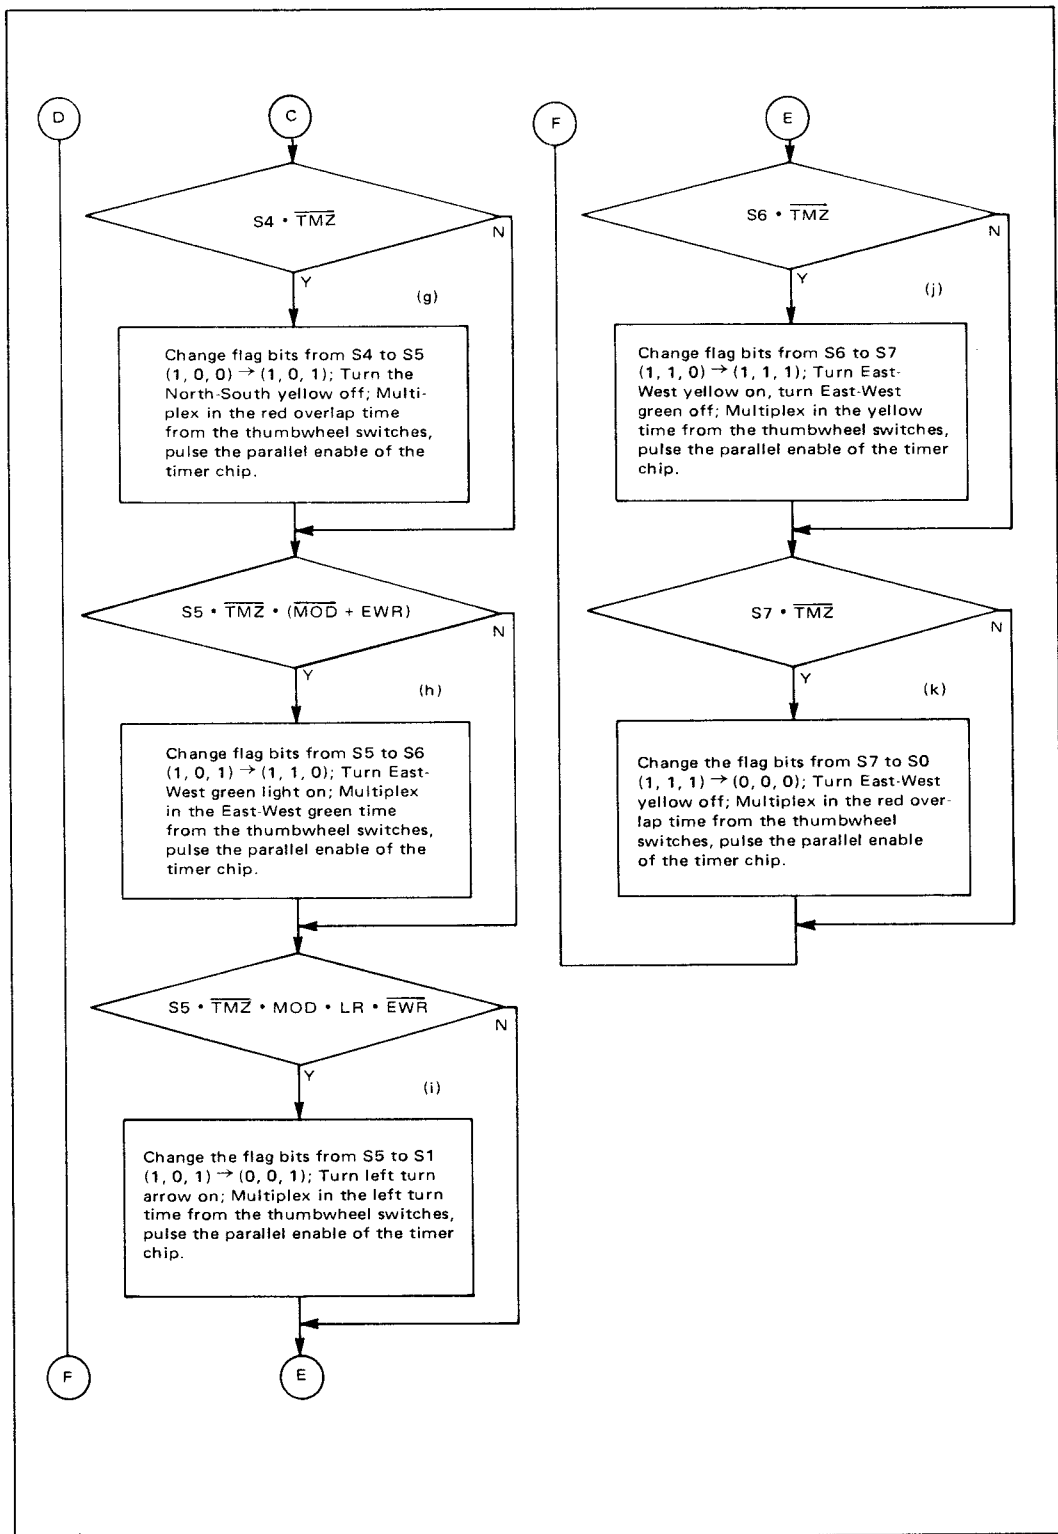 D
C
S4 • T̅M̅Z̅
N
Y
(g)
Change flag bits from S4 to S5
(1, 0, 0) → (1, 0, 1); Turn the
North-South yellow off; Multi-
plex in the red overlap time
from the thumbwheel switches,
pulse the parallel enable of the
timer chip.
S5 • T̅M̅Z̅ • (M̅O̅D̅ + EWR)
N
Y
(h)
Change flag bits from S5 to S6
(1, 0, 1) → (1, 1, 0); Turn East-
West green light on; Multiplex
in the East-West green time
from the thumbwheel switches,
pulse the parallel enable of the
timer chip.
S5 • T̅M̅Z̅ • MOD • LR • E̅W̅R̅
N
Y
(i)
Change the flag bits from S5 to S1
(1, 0, 1) → (0, 0, 1); Turn left turn
arrow on; Multiplex in the left turn
time from the thumbwheel switches,
pulse the parallel enable of the timer
chip.
F
E
F
E
S6 • T̅M̅Z̅
N
Y
(j)
Change flag bits from S6 to S7
(1, 1, 0) → (1, 1, 1); Turn East-
West yellow on, turn East-West
green off; Multiplex in the yellow
time from the thumbwheel switches,
pulse the parallel enable of the timer
chip.
S7 • T̅M̅Z̅
N
Y
(k)
Change the flag bits from S7 to S0
(1, 1, 1) → (0, 0, 0); Turn East-West
yellow off; Multiplex in the red over-
lap time from the thumbwheel
switches, pulse the parallel enable
of the timer chip.